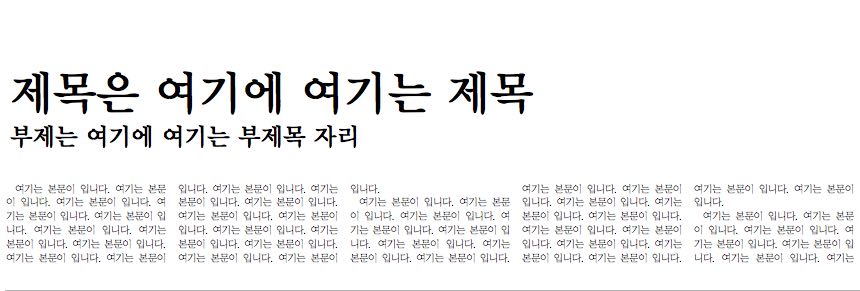 제목은 여기에 여기는 제목
부제는 여기에 여기는 부제목 자리
여기는 본문이 입니다. 여기는 본문
이 입니다. 여기는 본문이 입니다. 여
기는 본문이 입니다. 여기는 본문이 입
니다. 여기는 본문이 입니다. 여기는
본문이 입니다. 여기는 본문이 입니다.
여기는 본문이 입니다. 여기는 본문이
입니다. 여기는 본문이 입니다. 여기는
본문이 입니다. 여기는 본문이 입니다.
여기는 본문이 입니다. 여기는 본문이
입니다. 여기는 본문이 입니다. 여기는
본문이 입니다. 여기는 본문이 입니다.
여기는 본문이 입니다. 여기는 본문이
입니다.
여기는 본문이 입니다. 여기는 본문
이 입니다. 여기는 본문이 입니다. 여
기는 본문이 입니다. 여기는 본문이 입
니다. 여기는 본문이 입니다. 여기는
본문이 입니다. 여기는 본문이 입니다.
여기는 본문이 입니다. 여기는 본문이
입니다. 여기는 본문이 입니다. 여기는
본문이 입니다. 여기는 본문이 입니다.
여기는 본문이 입니다. 여기는 본문이
입니다. 여기는 본문이 입니다. 여기는
본문이 입니다. 여기는 본문이 입니다.
여기는 본문이 입니다. 여기는 본문이
입니다.
여기는 본문이 입니다. 여기는 본문
이 입니다. 여기는 본문이 입니다. 여
기는 본문이 입니다. 여기는 본문이 입
니다. 여기는 본문이 입니다. 여기는